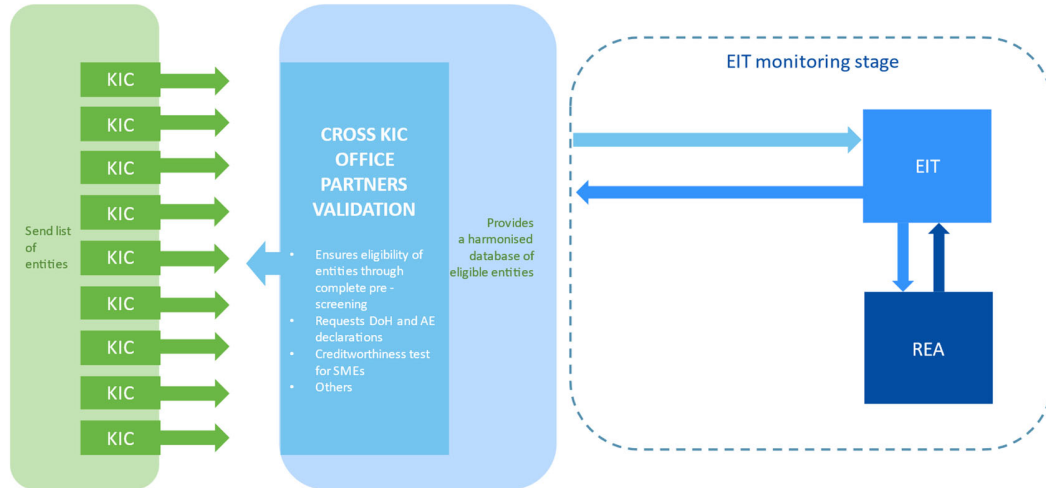 KIC
KIC
KIC
KIC
KIC
KIC
KIC
KIC
KIC
Send list
of
entities
CROSS KIC
OFFICE
PARTNERS
VALIDATION
• Ensures eligibility of
entities through
complete pre -
screening
• Requests DoH and AE
declarations
• Creditworthiness test
for SMEs
• Others
Provides
a harmonised
database of
eligible entities
EIT monitoring stage
EIT
REA